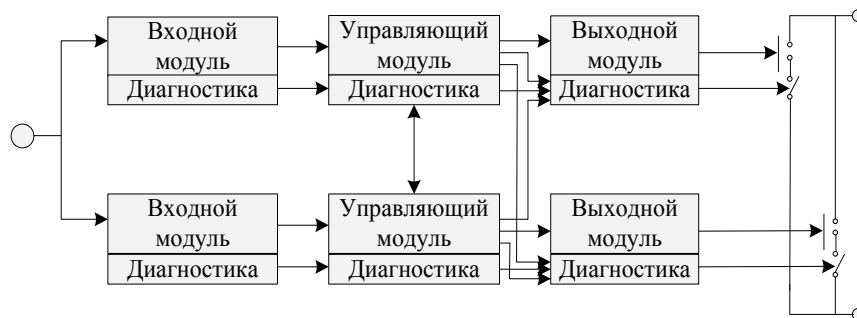 Входной
модуль
Диагностика
Управляющий
модуль
Диагностика
Выходной
модуль
Диагностика
Входной
модуль
Диагностика
Управляющий
модуль
Диагностика
Выходной
модуль
Диагностика